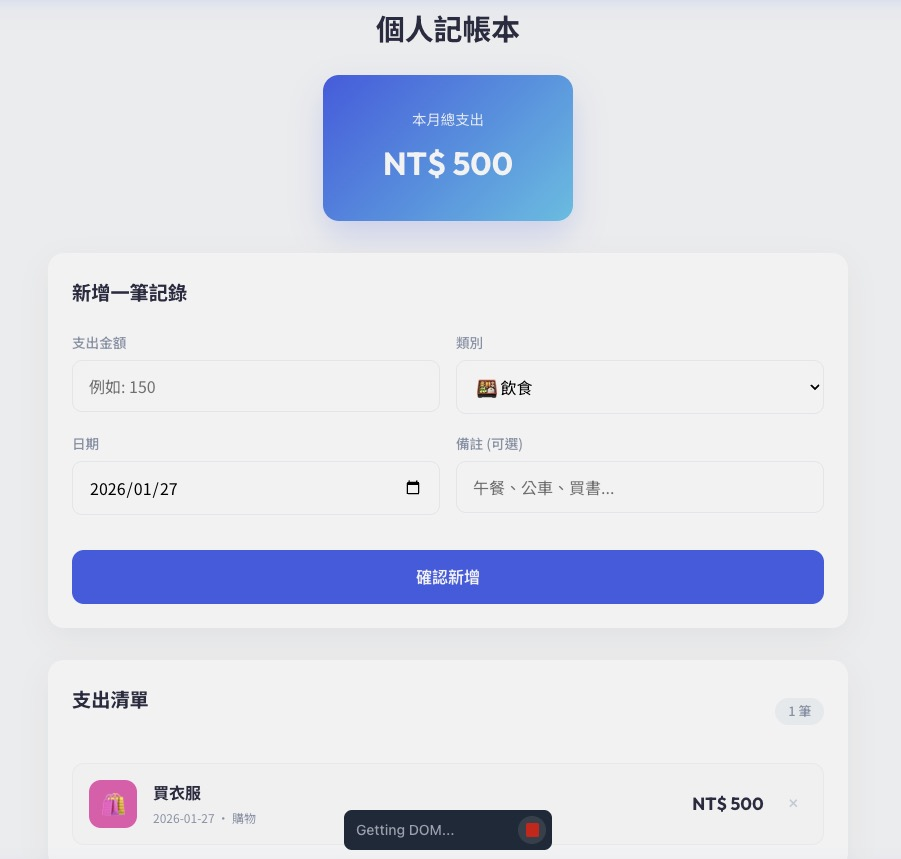 個人記帳本
本月總支出
NT$ 500
新增一筆記錄
支出金額
類別
例如: 150
飲食
日期
備註 (可選)
2026/01/27
午餐、公車、買書...
確認新增
支出清單
1 筆
買衣服
NT$ 500
×
2026-01-27 • 購物
Getting DOM...